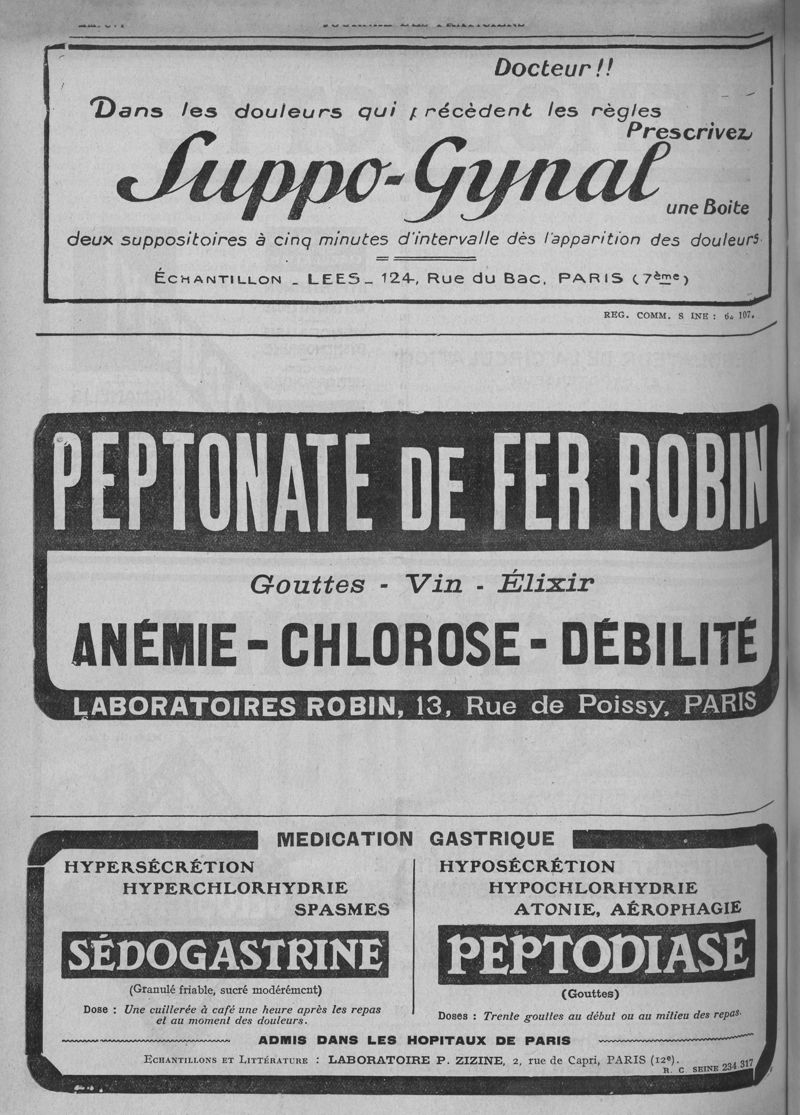 Docteur!!
Dans les douleurs qui précèdent les règles
Prescrivez
Suppo-Gynal
une Boite
deux suppositoires à cinq minutes d'intervalle dès l'apparition des douleurs.
ÉCHANTILLON _ LEES _ 124, Rue du Bac, PARIS (7ème)
REG. COMM. S INE : 107.
PEPTONATE DE FER ROBIN
Gouttes - Vin - Élixir
ANÉMIE - CHLOROSE - DÉBILITÉ
LABORATOIRES ROBIN, 13, Rue de Poissy, PARIS
MEDICATION GASTRIQUE
HYPERSÉCRÉTION
HYPERCHLORHYDRIE
SPASMES
SÉDOGASTRINE
(Granulé friable, sucré modérément)
Dose : Une cuillerée à café une heure après les repas
et au moment des douleurs.
HYPOSÉCRÉTION
HYPOCHLORHYDRIE
ATONIE, AÉROPHAGIE
PEPTODIASE
(Gouttes)
Doses : Trente gouttes au début ou au milieu des repas.
ADMIS DANS LES HOPITAUX DE PARIS
ECHANTILLONS ET LITTÉRATURE : LABORATOIRE P. ZIZINE, 2, rue de Capri, PARIS (12e).
R. C. SEINE 234.317